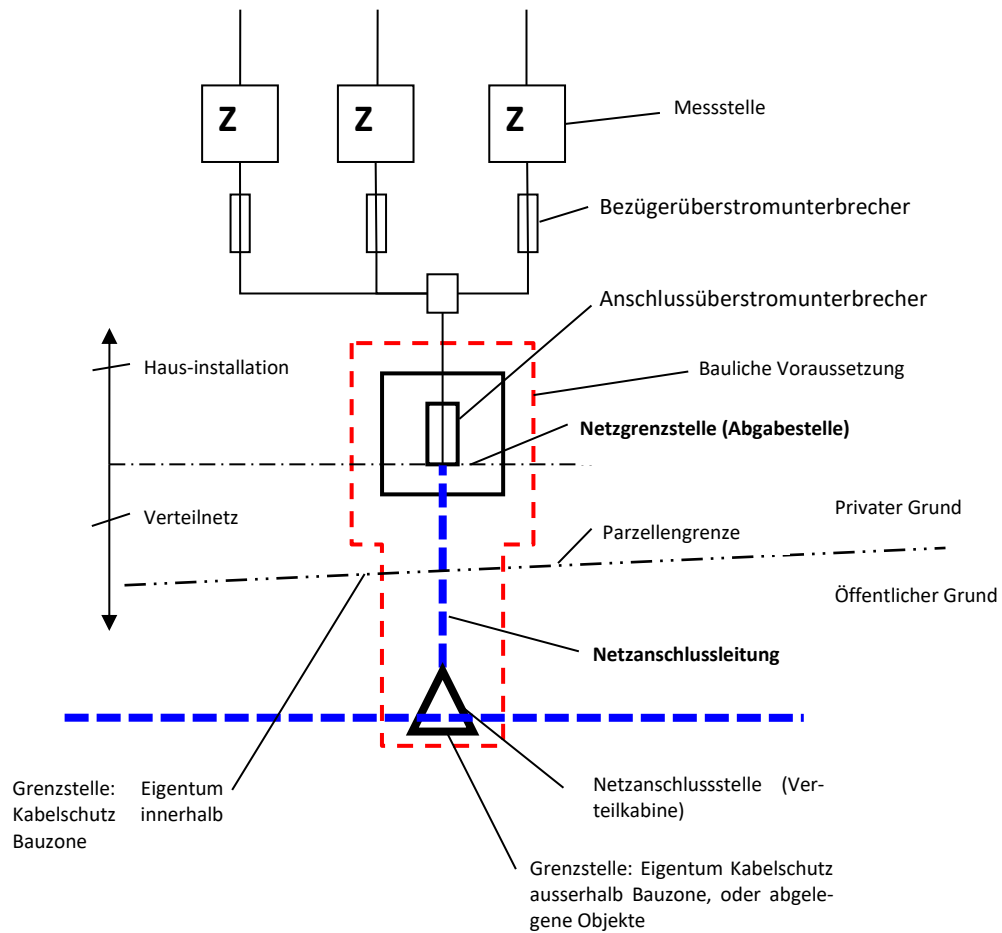 Z Z Z
Messstelle
Bezügerüberstromunterbrecher
Anschlussüberstromunterbrecher
Haus-installation
Bauliche Voraussetzung
Netzgrenzstelle (Abgabestelle)
Verteilnetz
Privater Grund
Parzellengrenze
Öffentlicher Grund
Netzanschlussleitung
Grenzstelle: Eigentum
Kabelschutz innerhalb
Bauzone
Netzanschlussstelle (Ver-
teilkabine)
Grenzstelle: Eigentum Kabelschutz
ausserhalb Bauzone, oder abgele-
gene Objekte